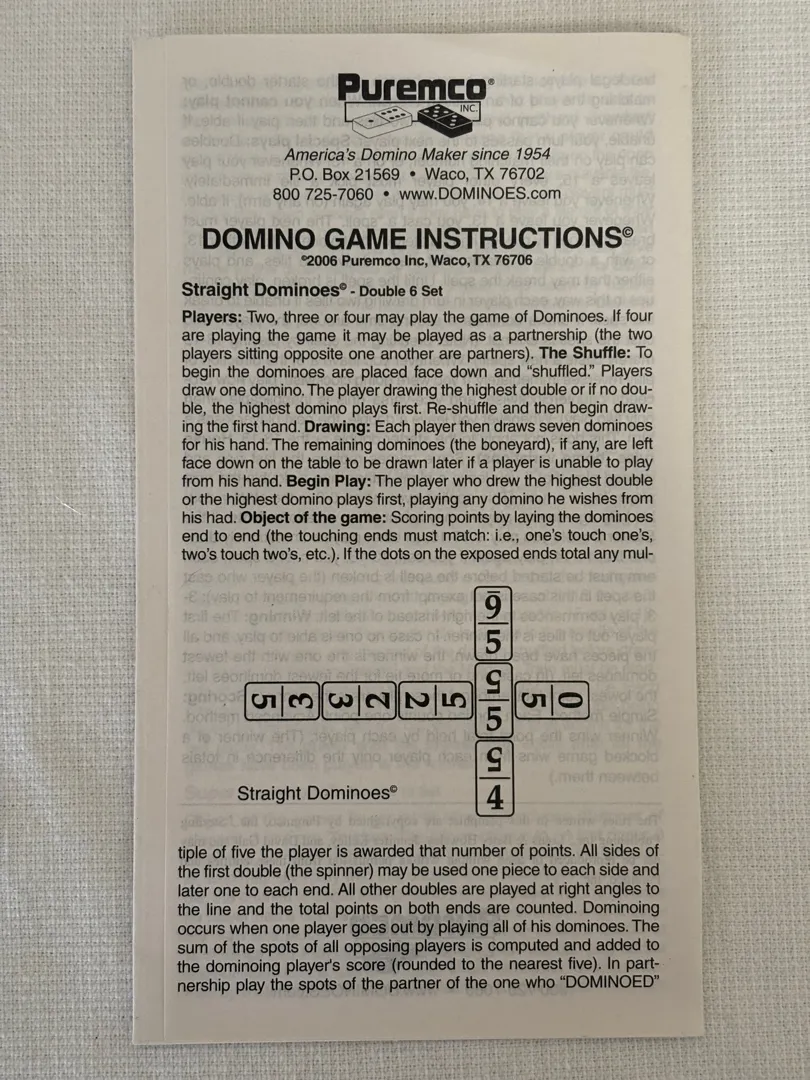 Puremco®
INC.
America's Domino Maker since 1954
P.O. Box 21569 • Waco, TX 76702
800 725-7060 • www.DOMINOES.com
DOMINO GAME INSTRUCTIONS©
©2006 Puremco Inc, Waco, TX 76706
Straight Dominoes© - Double 6 Set
Players: Two, three or four may play the game of Dominoes. If four
are playing the game it may be played as a partnership (the two
players sitting opposite one another are partners). The Shuffle: To
begin the dominoes are placed face down and “shuffled.” Players
draw one domino. The player drawing the highest double or if no dou-
ble, the highest domino plays first. Re-shuffle and then begin draw-
ing the first hand. Drawing: Each player then draws seven dominoes
for his hand. The remaining dominoes (the boneyard), if any, are left
face down on the table to be drawn later if a player is unable to play
from his hand. Begin Play: The player who drew the highest double
or the highest domino plays first, playing any domino he wishes from
his had. Object of the game: Scoring points by laying the dominoes
end to end (the touching ends must match: i.e., one's touch one's,
two's touch two's, etc.). If the dots on the exposed ends total any mul-
6
5
5 3 3 2 2 5 5 5 0
5
5
4
Straight Dominoes©
tiple of five the player is awarded that number of points. All sides of
the first double (the spinner) may be used one piece to each side and
later one to each end. All other doubles are played at right angles to
the line and the total points on both ends are counted. Dominoing
occurs when one player goes out by playing all of his dominoes. The
sum of the spots of all opposing players is computed and added to
the dominoing player's score (rounded to the nearest five). In part-
nership play the spots of the partner of the one who “DOMINOED”